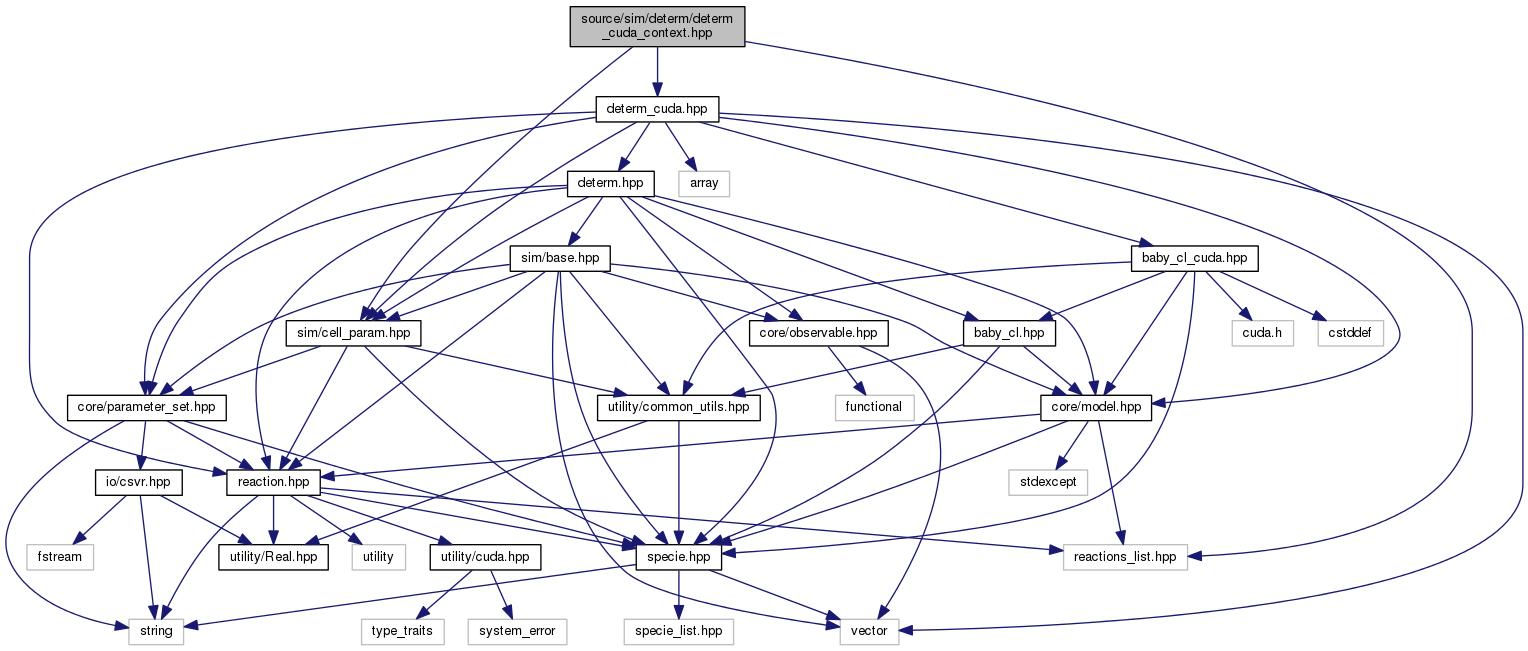 source/sim/determ/determ
_cuda_context.hpp
determ_cuda.hpp
determ.hpp
array
sim/base.hpp
baby_cl_cuda.hpp
sim/cell_param.hpp
core/observable.hpp
baby_cl.hpp
cuda.h
cstddef
core/parameter_set.hpp
utility/common_utils.hpp
functional
core/model.hpp
io/csvr.hpp
reaction.hpp
stdexcept
fstream
utility/Real.hpp
utility
utility/cuda.hpp
specie.hpp
reactions_list.hpp
string
type_traits
system_error
specie_list.hpp
vector